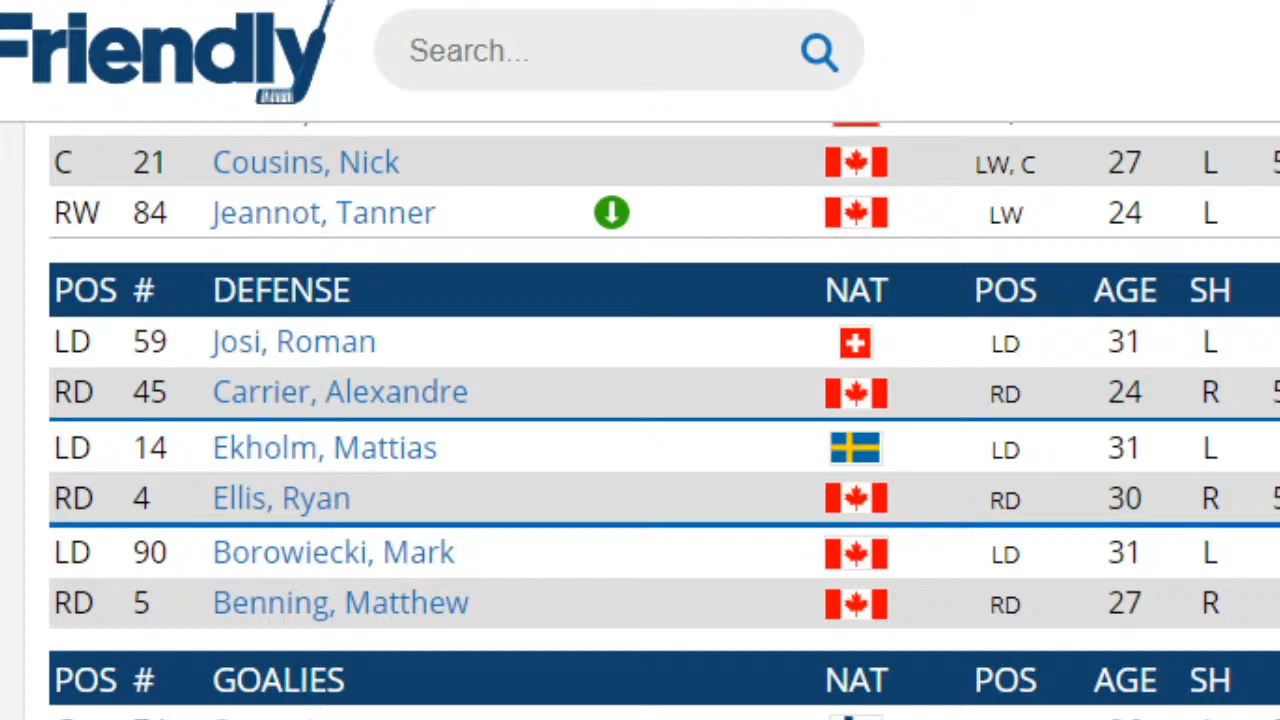 Friendly Search...
C 21 Cousins, Nick LW, C 27 L
RW 84 Jeannot, Tanner LW 24 L
POS # DEFENSE NAT POS AGE SH
LD 59 Josi, Roman LD 31 L
RD 45 Carrier, Alexandre RD 24 R
LD 14 Ekholm, Mattias LD 31 L
RD 4 Ellis, Ryan RD 30 R
LD 90 Borowiecki, Mark LD 31 L
RD 5 Benning, Matthew RD 27 R
POS # GOALIES NAT POS AGE SH